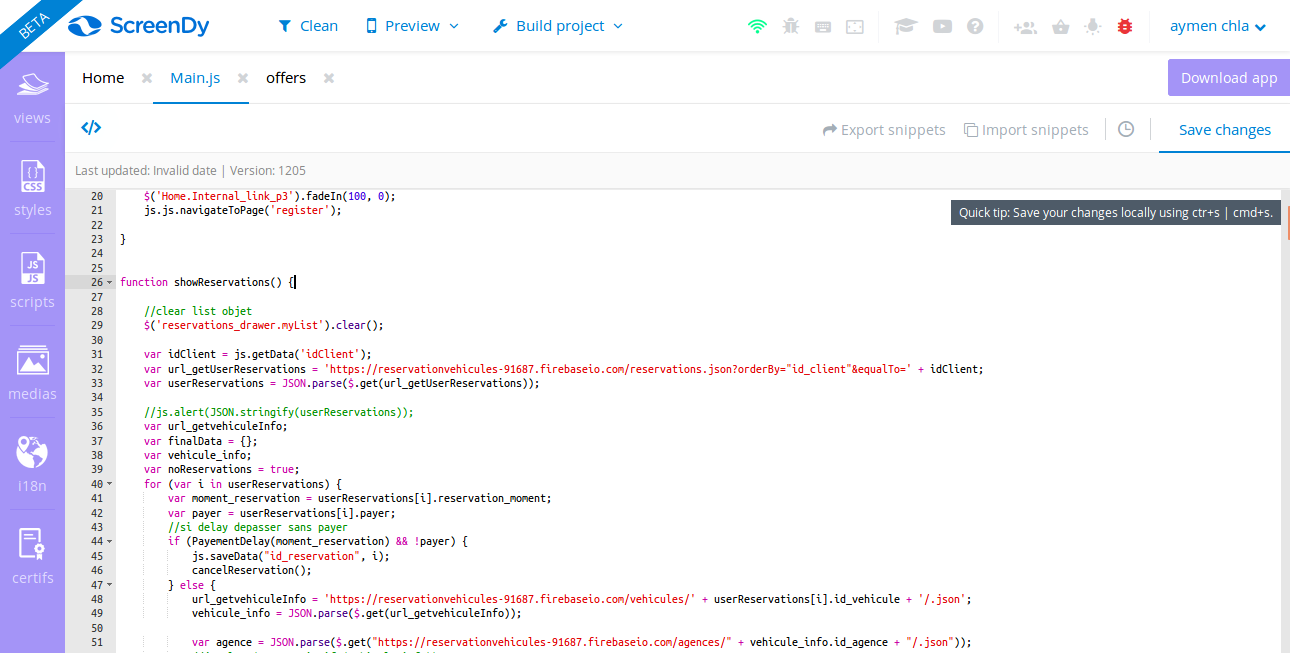 BETA
ScreenDy
Clean
Preview
Build project
aymen chla
views
styles
scripts
medias
i18n
certifs
CSS
JS
JS
Home
Main.js
offers
Download app
Export snippets
Import snippets
Save changes
Last updated: Invalid date | Version: 1205
Quick tip: Save your changes locally using ctr+s | cmd+s.
20 $('Home.Internal_link_p3').fadeIn(100, 0);
21 js.js.navigateToPage('register');
22
23 }
24
25
26 function showReservations() {
27
28 //clear list objet
29 $('reservations_drawer.myList').clear();
30
31 var idClient = js.getData('idClient');
32 var url_getUserReservations = 'https://reservationvehicules-91687.firebaseio.com/reservations.json?orderBy="id_client"&equalTo=' + idClient;
33 var userReservations = JSON.parse($.get(url_getUserReservations));
34
35 //js.alert(JSON.stringify(userReservations));
36 var url_getvehiculeInfo;
37 var finalData = {};
38 var vehicule_info;
39 var noReservations = true;
40 for (var i in userReservations) {
41 var moment_reservation = userReservations[i].reservation_moment;
42 var payer = userReservations[i].payer;
43 //si delay depasser sans payer
44 if (PayementDelay(moment_reservation) && !payer) {
45 js.saveData("id_reservation", i);
46 cancelReservation();
47 } else {
48 url_getvehiculeInfo = 'https://reservationvehicules-91687.firebaseio.com/vehicules/' + userReservations[i].id_vehicule + '/.json';
49 vehicule_info = JSON.parse($.get(url_getvehiculeInfo));
50
51 var agence = JSON.parse($.get("https://reservationvehicules-91687.firebaseio.com/agences/" + vehicule_info.id_agence + "/.json"));